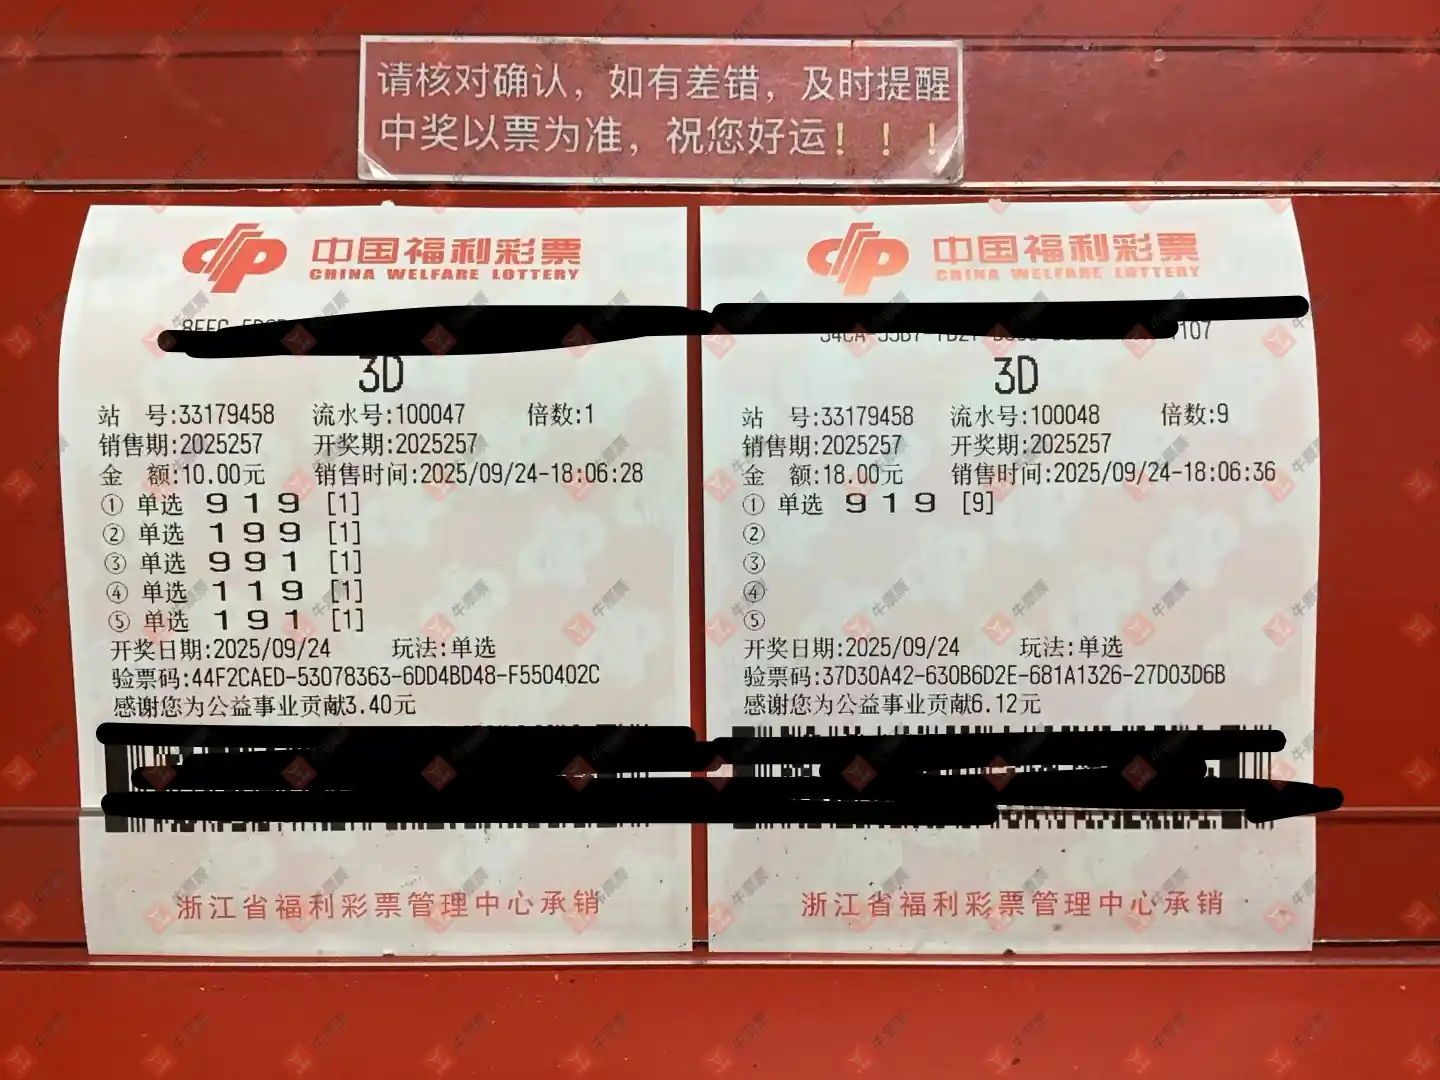 请核对确认，如有差错，及时提醒
中奖以票为准，祝您好运！！！
中国福利彩票
CHINA WELFARE LOTTERY
3D
站 号:33179458 流水号:100047 倍数:1
销售期:2025257 开奖期:2025257
金 额:10.00元 销售时间:2025/09/24-18:06:28
① 单选 9 1 9 [1]
② 单选 1 9 9 [1]
③ 单选 9 9 1 [1]
④ 单选 1 1 9 [1]
⑤ 单选 1 9 1 [1]
开奖日期:2025/09/24 玩法:单选
验票码:44F2CAED-53078363-6DD4BD48-F550402C
感谢您为公益事业贡献3.40元
浙江省福利彩票管理中心承销
中国福利彩票
CHINA WELFARE LOTTERY
3D
站 号:33179458 流水号:100048 倍数:9
销售期:2025257 开奖期:2025257
金 额:18.00元 销售时间:2025/09/24-18:06:36
① 单选 9 1 9 [9]
②
③
④
⑤
开奖日期:2025/09/24 玩法:单选
验票码:37D30A42-630B6D2E-681A1326-27D03D6B
感谢您为公益事业贡献6.12元
浙江省福利彩票管理中心承销